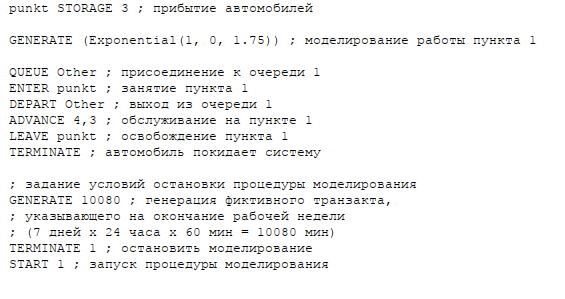 punkt STORAGE 3 ; прибытие автомобилей
GENERATE (Exponential(1, 0, 1.75)) ; моделирование работы пункта 1
QUEUE Other ; присоединение к очереди 1
ENTER punkt ; занятие пункта 1
DEPART Other ; выход из очереди 1
ADVANCE 4,3 ; обслуживание на пункте 1
LEAVE punkt ; освобождение пункта 1
TERMINATE ; автомобиль покидает систему
; задание условий остановки процедуры моделирования
GENERATE 10080 ; генерация фиктивного транзакта,
; указывающего на окончание рабочей недели
; (7 дней x 24 часа x 60 мин = 10080 мин)
TERMINATE 1 ; остановить моделирование
START 1 ; запуск процедуры моделирования